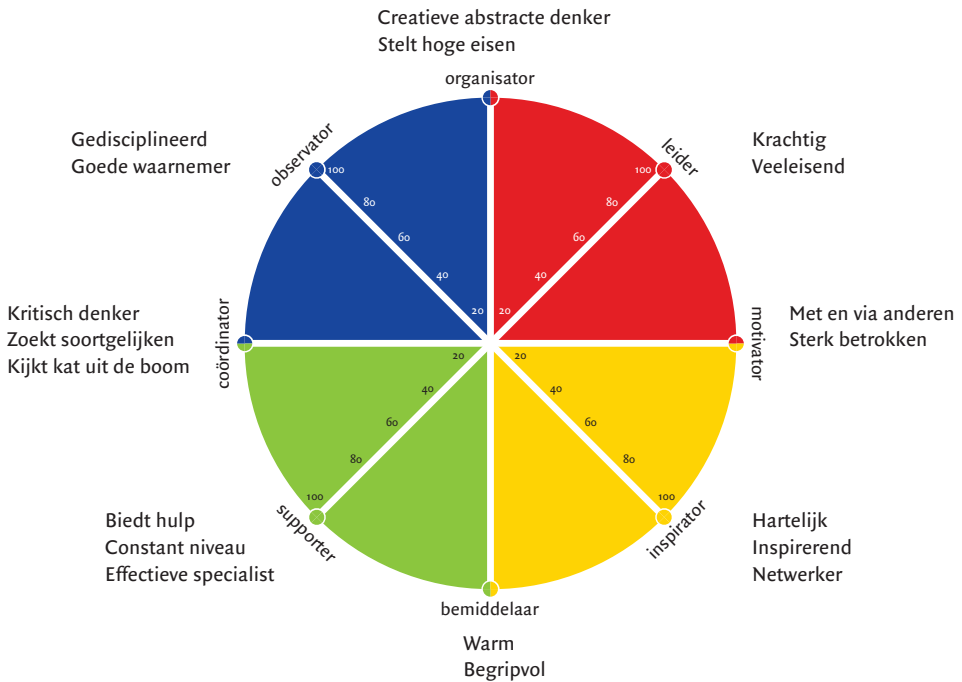 Creatieve abstracte denker
Stelt hoge eisen
organisator
Gedisciplineerd
Goede waarnemer
observator
leider
Krachtig
Veeleisend
100
80
60
40
20
100
80
60
40
20
Kritisch denker
Zoekt soortgelijken
Kijkt kat uit de boom
coördinator
motivator
Met en via anderen
Sterk betrokken
20
40
60
80
100
20
40
60
80
100
supporter
inspirator
Biedt hulp
Constant niveau
Effectieve specialist
Hartelijk
Inspirerend
Netwerker
bemiddelaar
Warm
Begripvol